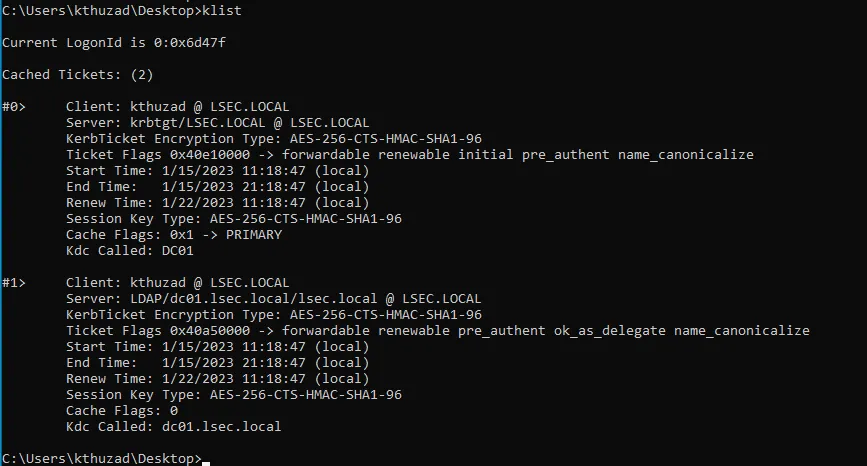 C:\Users\kthuzad\Desktop>klist
Current LogonId is 0:0x6d47f
Cached Tickets: (2)
#0> Client: kthuzad @ LSEC.LOCAL
Server: krbtgt/LSEC.LOCAL @ LSEC.LOCAL
KerbTicket Encryption Type: AES-256-CTS-HMAC-SHA1-96
Ticket Flags 0x40e10000 -> forwardable renewable initial pre_authent name_canonicalize
Start Time: 1/15/2023 11:18:47 (local)
End Time: 1/15/2023 21:18:47 (local)
Renew Time: 1/22/2023 11:18:47 (local)
Session Key Type: AES-256-CTS-HMAC-SHA1-96
Cache Flags: 0x1 -> PRIMARY
Kdc Called: DC01
#1> Client: kthuzad @ LSEC.LOCAL
Server: LDAP/dc01.lsec.local/lsec.local @ LSEC.LOCAL
KerbTicket Encryption Type: AES-256-CTS-HMAC-SHA1-96
Ticket Flags 0x40a50000 -> forwardable renewable pre_authent ok_as_delegate name_canonicalize
Start Time: 1/15/2023 11:18:47 (local)
End Time: 1/15/2023 21:18:47 (local)
Renew Time: 1/22/2023 11:18:47 (local)
Session Key Type: AES-256-CTS-HMAC-SHA1-96
Cache Flags: 0
Kdc Called: dc01.lsec.local
C:\Users\kthuzad\Desktop>